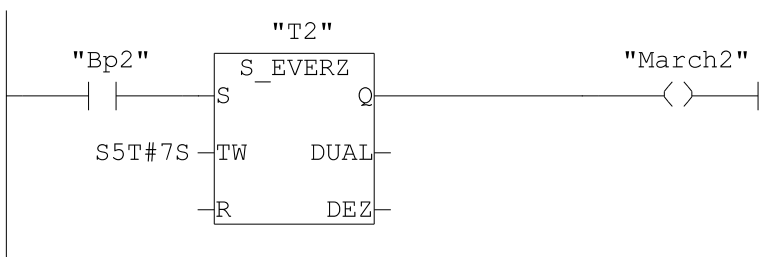 "T2"
"Bp2" S_EVERZ "March2"
S Q
S5T#7S TW DUAL
R DEZ